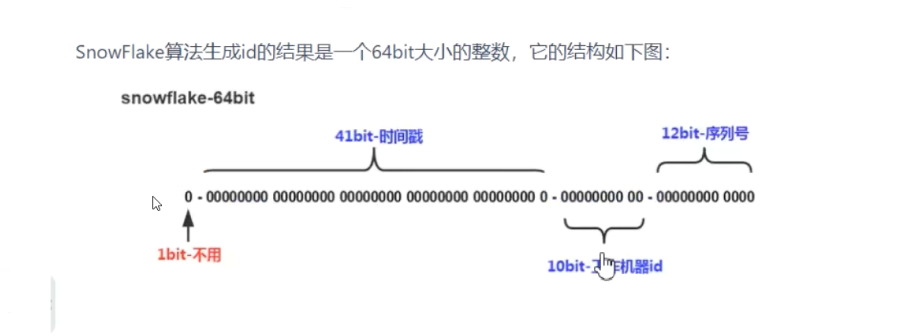 SnowFlake算法生成id的结果是一个64bit大小的整数，它的结构如下图：
snowflake-64bit
41bit-时间戳
12bit-序列号
0 - 00000000 00000000 00000000 00000000 00000000 0 - 00000000 00 - 00000000 0000
1bit-不用
10bit-工作机器id